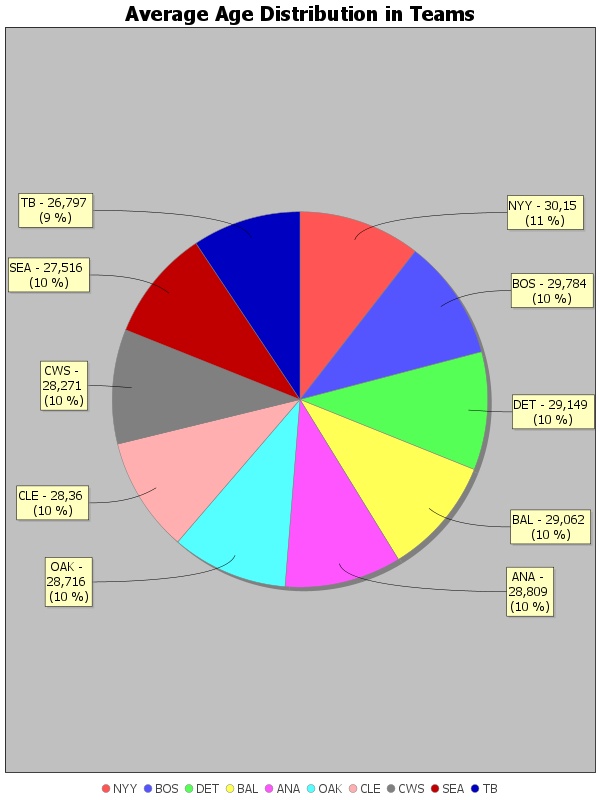 Average Age Distribution in Teams
TB - 26,797
(9 %)
NYY - 30,15
(11 %)
SEA - 27,516
(10 %)
BOS - 29,784
(10 %)
CWS -
28,271
(10 %)
DET - 29,149
(10 %)
CLE - 28,36
(10 %)
BAL - 29,062
(10 %)
OAK -
28,716
(10 %)
ANA -
28,809
(10 %)
NYY BOS DET BAL ANA OAK CLE CWS SEA TB